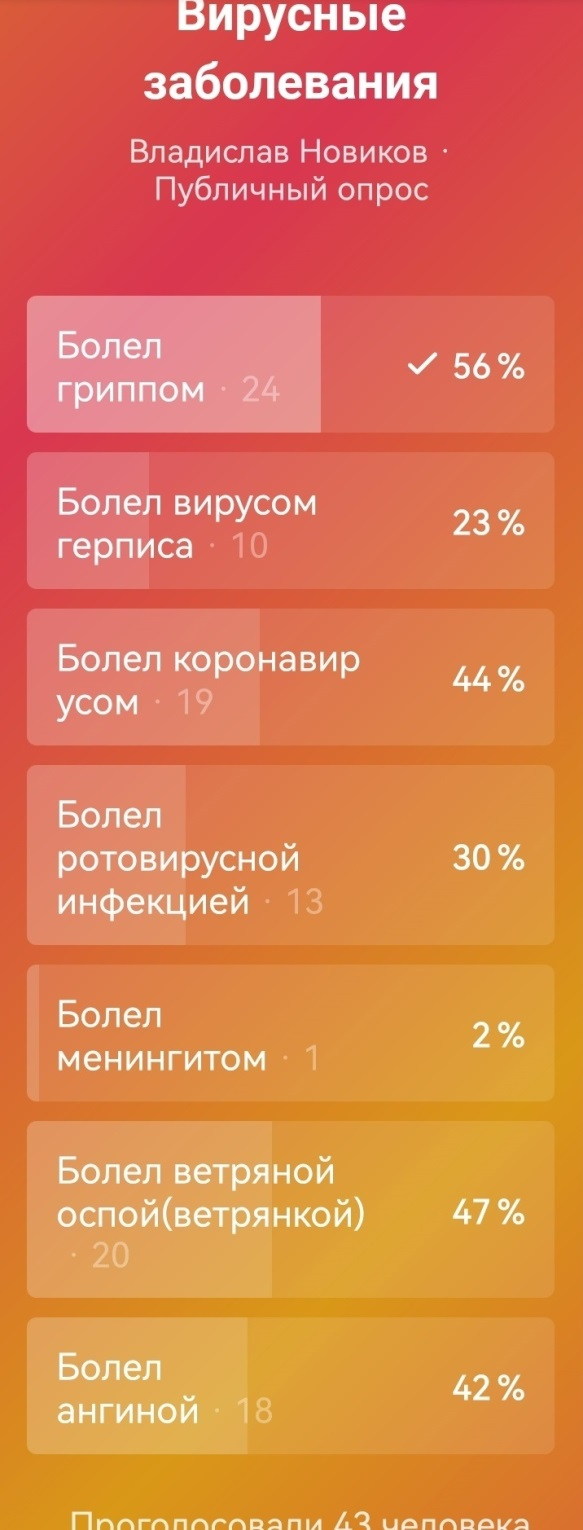 Вирусные
заболевания
Владислав Новиков ·
Публичный опрос
Болел
гриппом · 24
56 %
Болел вирусом
герписа · 10
23 %
Болел коронавир
усом · 19
44 %
Болел
ротовирусной
инфекцией · 13
30 %
Болел
менингитом · 1
2 %
Болел ветряной
оспой(ветрянкой)
· 20
47 %
Болел
ангиной · 18
42 %
Проголосовали 43 человека